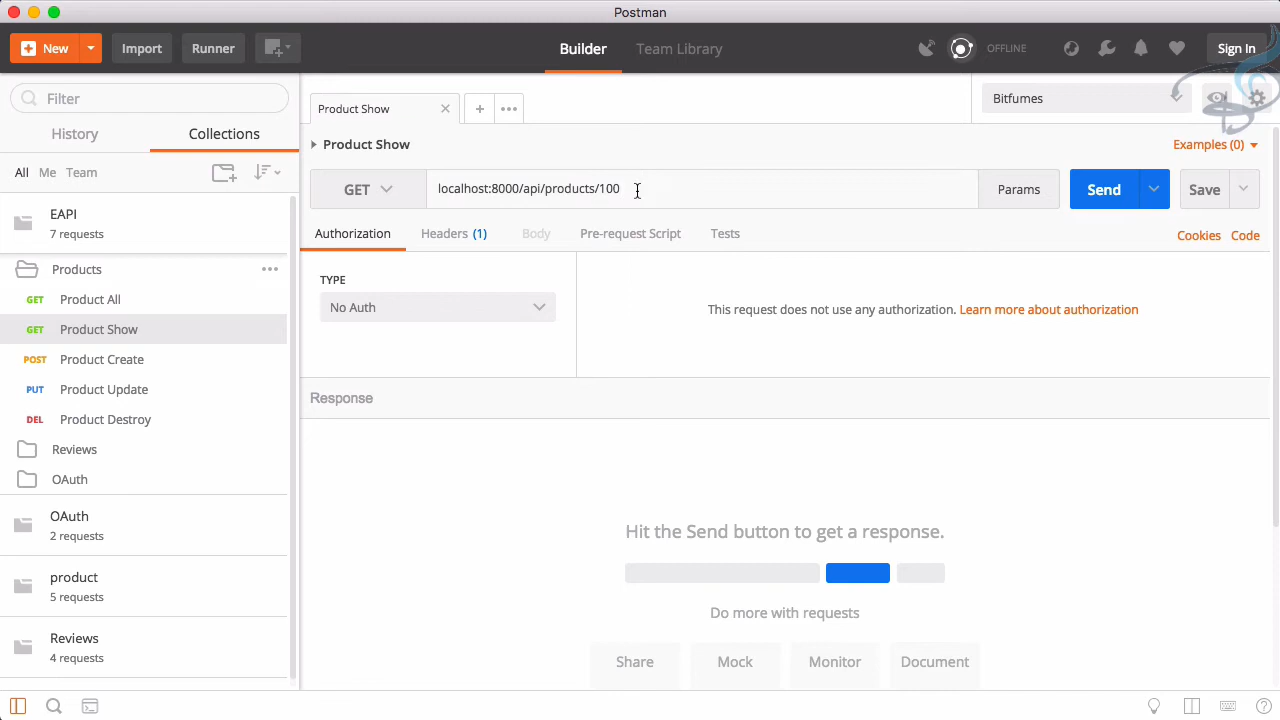 Postman
New
Import
Runner
Builder
Team Library
OFFLINE
Sign In
Filter
History
Collections
All Me Team
EAPI
7 requests
Products
GET Product All
GET Product Show
POST Product Create
PUT Product Update
DEL Product Destroy
Reviews
OAuth
OAuth
2 requests
product
5 requests
Reviews
4 requests
Product Show
Bitfumes
Product Show
Examples (0)
GET
localhost:8000/api/products/100
Params
Send
Save
Authorization
Headers (1)
Body
Pre-request Script
Tests
Cookies
Code
TYPE
No Auth
This request does not use any authorization. Learn more about authorization
Response
Hit the Send button to get a response.
Do more with requests
Share
Mock
Monitor
Document